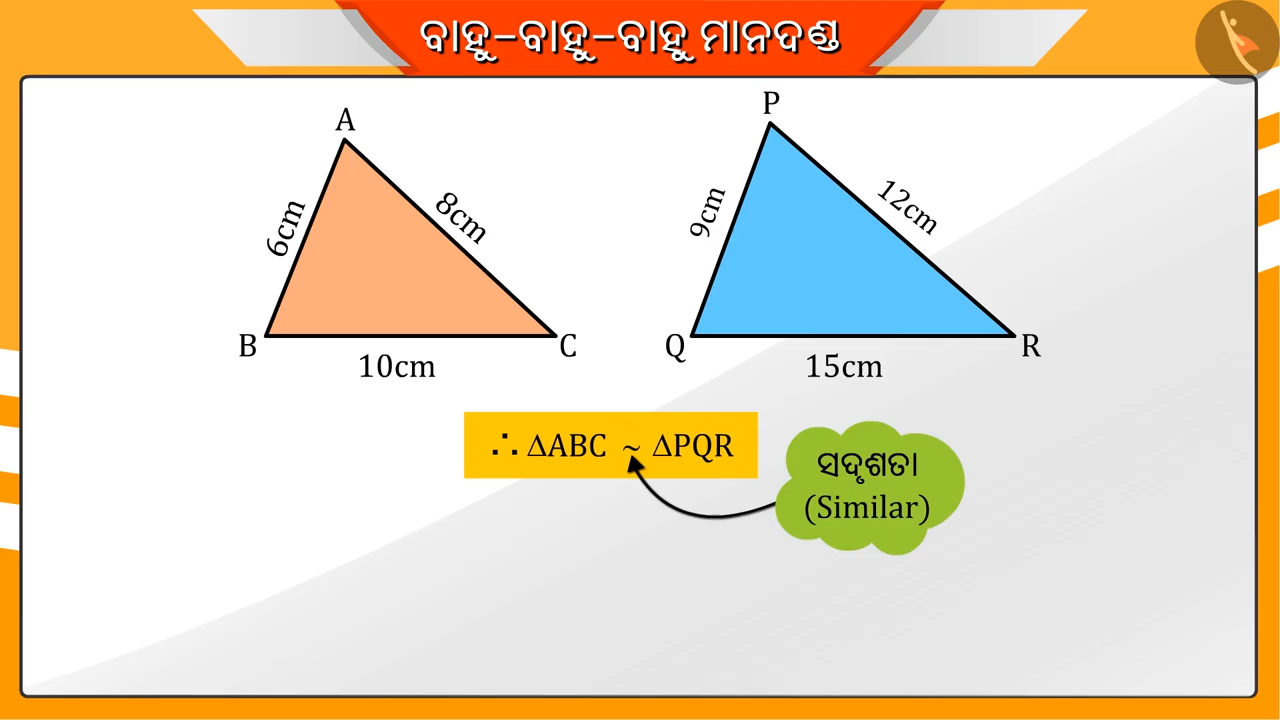 ବାହୁ–ବାହୁ–ବାହୁ ମାନଦଣ୍ଡ
A
P
6cm
8cm
9cm
12cm
B
C
Q
R
10cm
15cm
∴ ΔABC ~ ΔPQR
ସଦୃଶତା
(Similar)